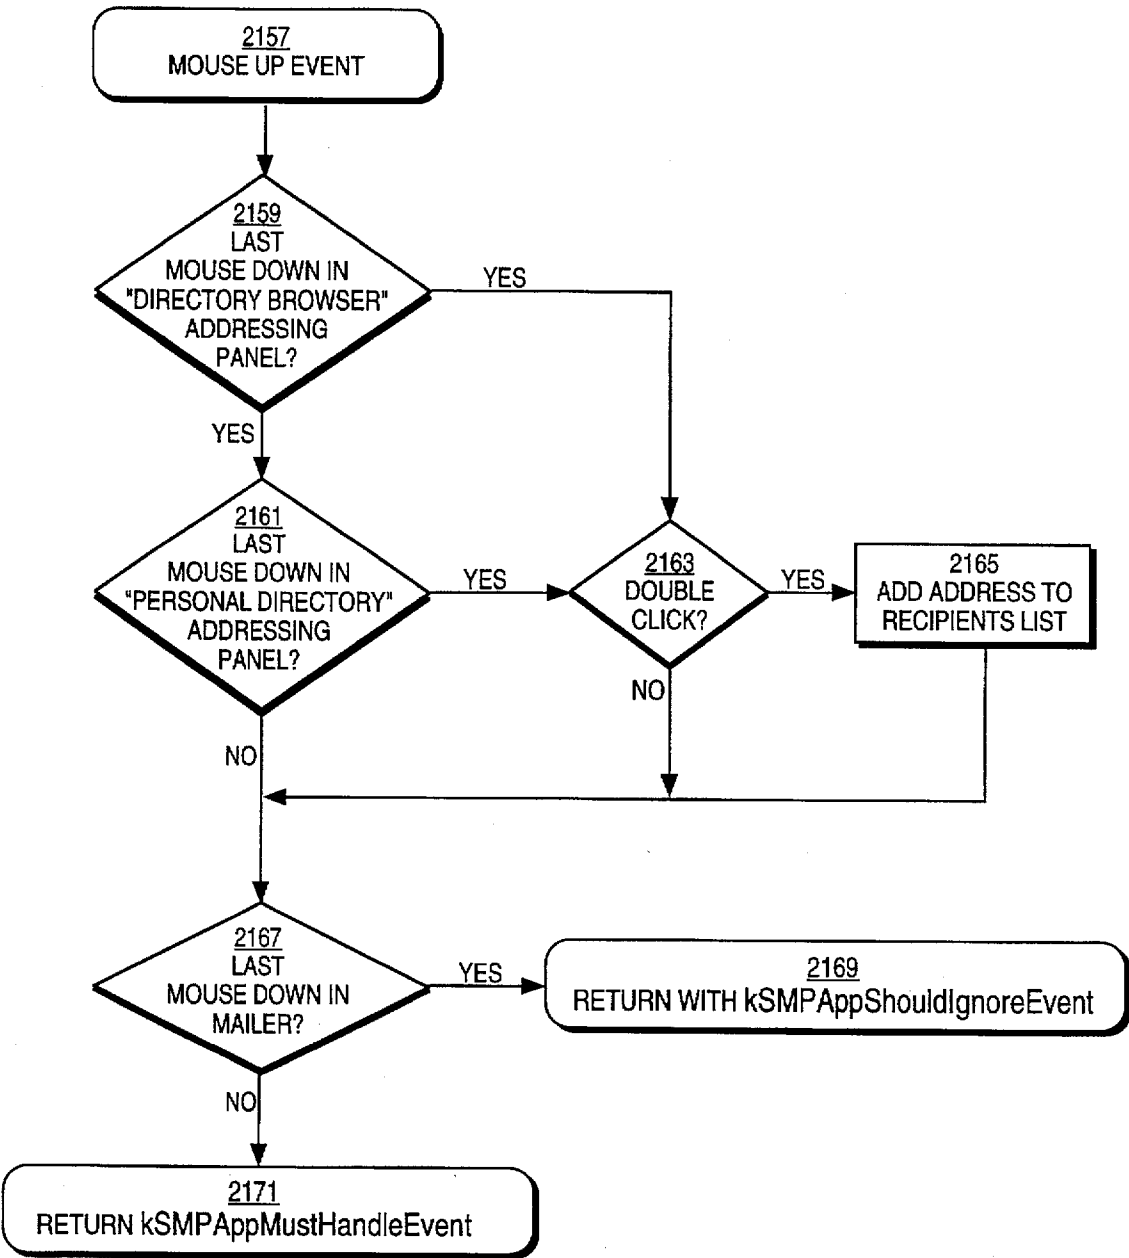 2157
MOUSE UP EVENT
2159
LAST
MOUSE DOWN IN
"DIRECTORY BROWSER"
ADDRESSING
PANEL?
YES
YES
2161
LAST
MOUSE DOWN IN
"PERSONAL DIRECTORY"
ADDRESSING
PANEL?
YES
2163
DOUBLE
CLICK?
YES
2165
ADD ADDRESS TO
RECIPIENTS LIST
NO
NO
2167
LAST
MOUSE DOWN IN
MAILER?
YES
2169
RETURN WITH kSMPAppShouldIgnoreEvent
NO
2171
RETURN kSMPAppMustHandleEvent